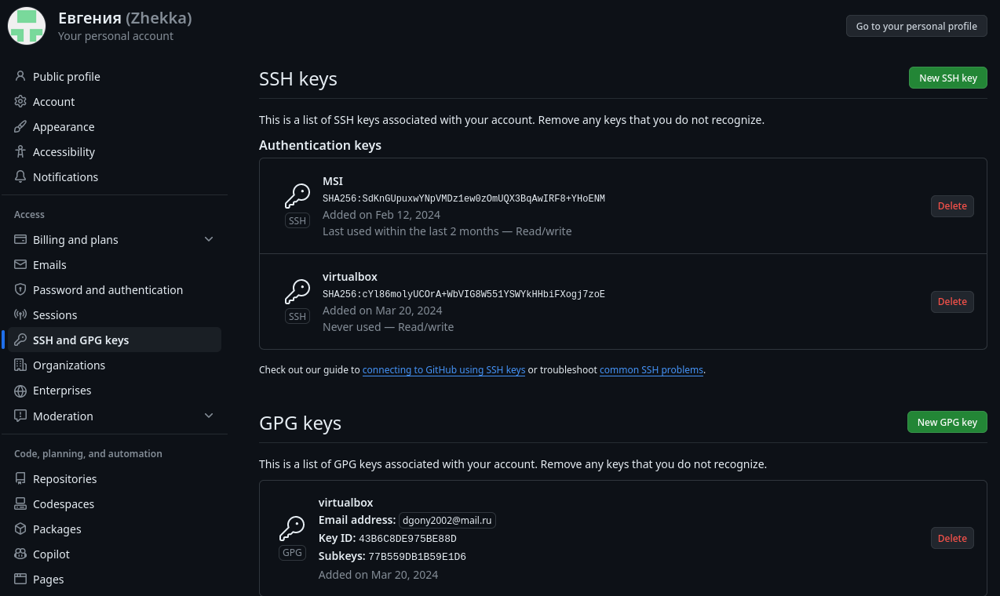 Евгения (Zhekka)
Your personal account
Go to your personal profile
Public profile
Account
Appearance
Accessibility
Notifications
Access
Billing and plans
Emails
Password and authentication
Sessions
SSH and GPG keys
Organizations
Enterprises
Moderation
Code, planning, and automation
Repositories
Codespaces
Packages
Copilot
Pages
SSH keys
New SSH key
This is a list of SSH keys associated with your account. Remove any keys that you do not recognize.
Authentication keys
MSI
SHA256:SdKnGUpuxwYNpVMDz1ew0zOmUQX3BqAwIRF8+YHoENM
SSH
Added on Feb 12, 2024
Last used within the last 2 months — Read/write
Delete
virtualbox
SHA256:cYl86molyUCOrA+WbVIG8W551YSWYkHHbiFXogj7zoE
SSH
Added on Mar 20, 2024
Never used — Read/write
Delete
Check out our guide to connecting to GitHub using SSH keys or troubleshoot common SSH problems.
GPG keys
New GPG key
This is a list of GPG keys associated with your account. Remove any keys that you do not recognize.
virtualbox
Email address: dgony2002@mail.ru
Key ID: 43B6C8DE975BE88D
GPG
Subkeys: 77B559DB1B59E1D6
Added on Mar 20, 2024
Delete